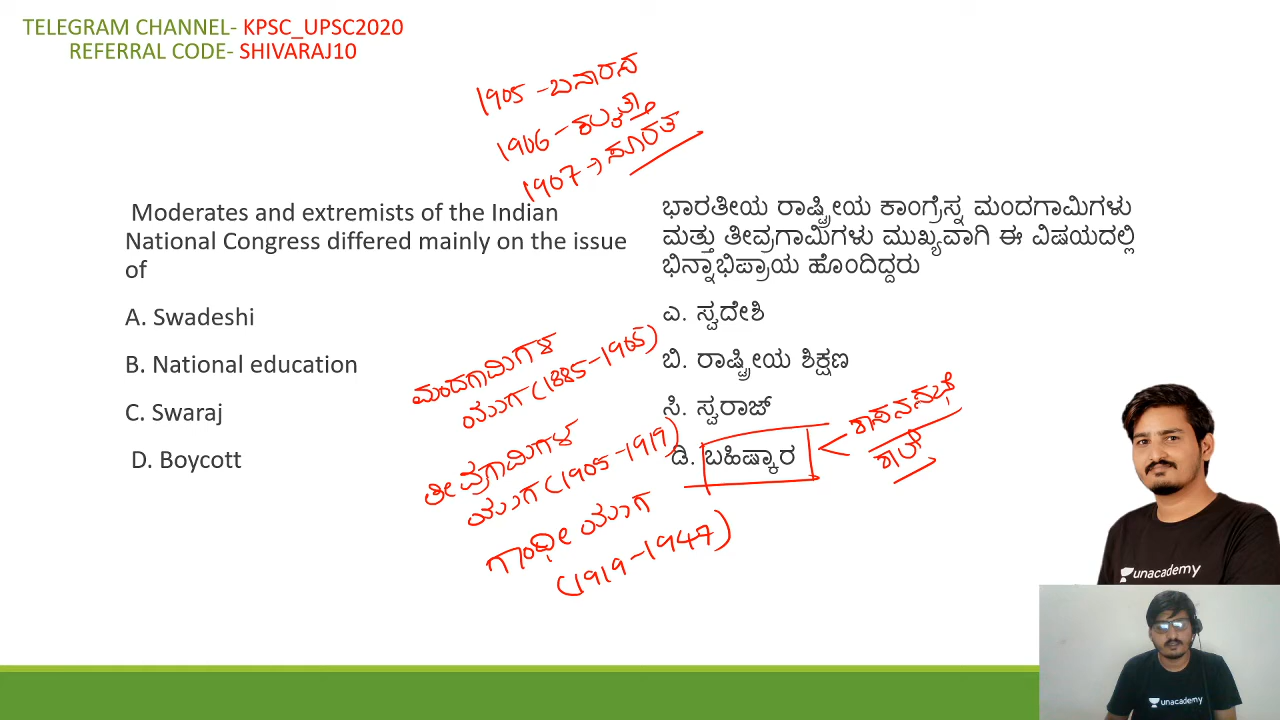 TELEGRAM CHANNEL- KPSC_UPSC2020
REFERRAL CODE- SHIVARAJ10
1905 - ಬನಾರಸ
1906 - ಕಲ್ಕತ್ತಾ
1907 -> ಸೂರತ
Moderates and extremists of the Indian
National Congress differed mainly on the issue
of
A. Swadeshi
B. National education
C. Swaraj
D. Boycott
ಭಾರತೀಯ ರಾಷ್ಟ್ರೀಯ ಕಾಂಗ್ರೆಸ್ನ ಮಂದಗಾಮಿಗಳು
ಮತ್ತು ತೀವ್ರಗಾಮಿಗಳು ಮುಖ್ಯವಾಗಿ ಈ ವಿಷಯದಲ್ಲಿ
ಭಿನ್ನಾಭಿಪ್ರಾಯ ಹೊಂದಿದ್ದರು
ಎ. ಸ್ವದೇಶಿ
ಬಿ. ರಾಷ್ಟ್ರೀಯ ಶಿಕ್ಷಣ
ಸಿ. ಸ್ವರಾಜ್
ಡಿ. ಬಹಿಷ್ಕಾರ
ಶಾಸನಸಭೆ
ಮಂದಗಾಮಿಗಳ
ಯುಗ (1885-1905)
ತೀವ್ರಗಾಮಿಗಳ
ಯುಗ (1905-1919)
ಗಾಂಧೀ ಯುಗ
(1919-1947)
unacademy
unacademy